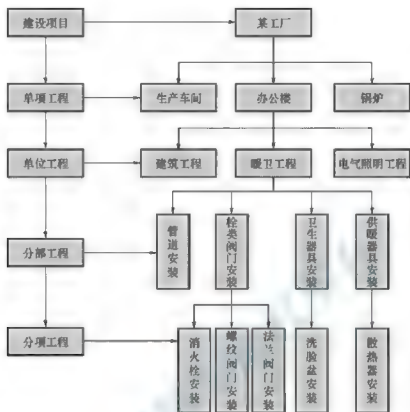 建设项目
某工厂
单项工程
生产车间
办公楼
锅炉
单位工程
建筑工程
暖卫工程
电气照明工程
分部工程
管道安装
栓类阀门安装
卫生器具安装
供暖器具安装
分项工程
消火栓安装
螺纹阀门安装
法兰阀门安装
洗脸盆安装
散热器安装